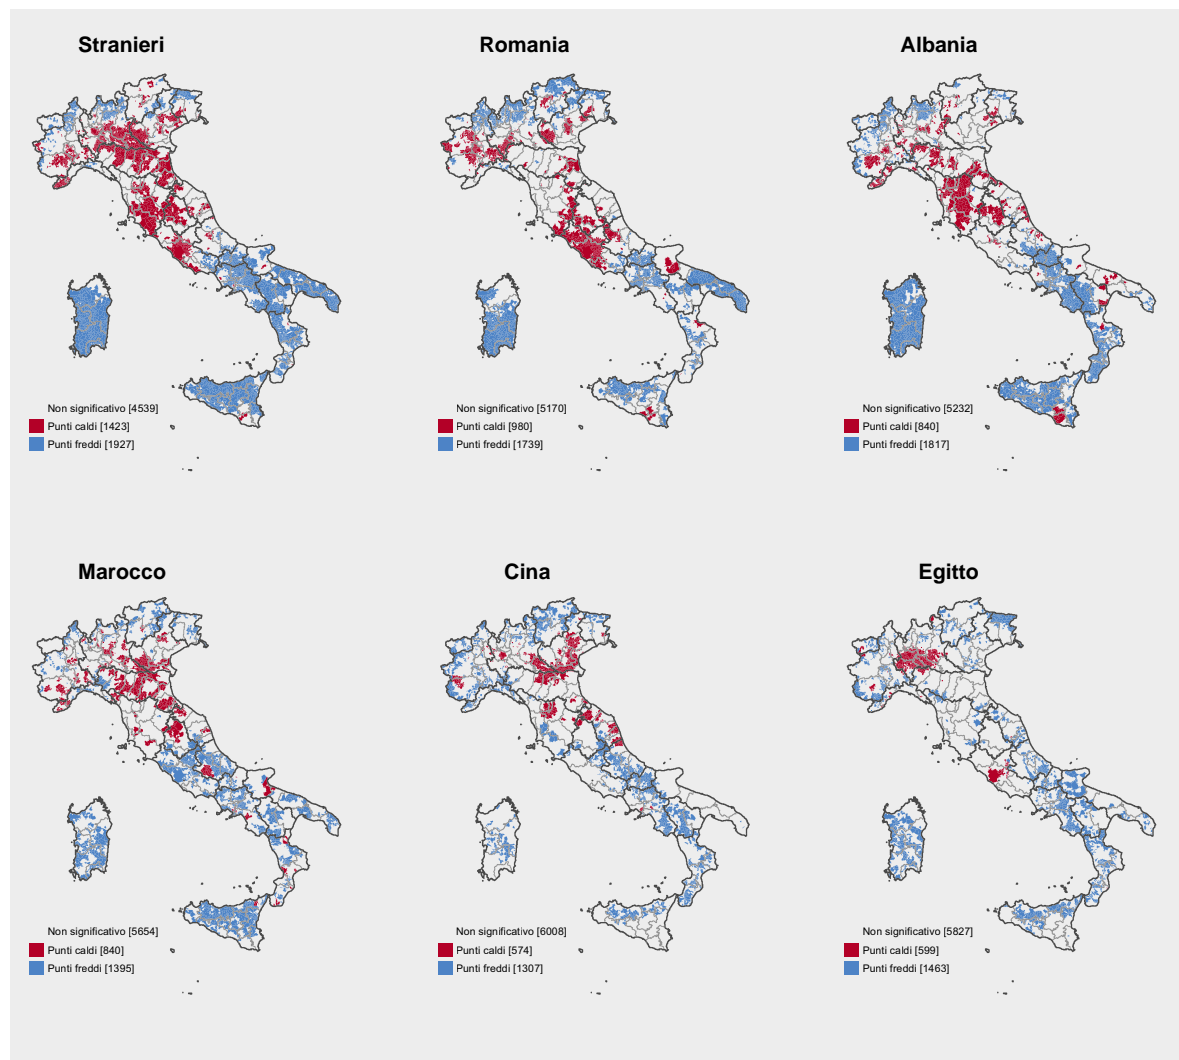 Stranieri
Romania
Albania
Non significativo [4539]
Punti caldi [1423]
Punti freddi [1927]
Non significativo [5170]
Punti caldi [980]
Punti freddi [1739]
Non significativo [5232]
Punti caldi [840]
Punti freddi [1817]
Marocco
Cina
Egitto
Non significativo [5654]
Punti caldi [840]
Punti freddi [1395]
Non significativo [6008]
Punti caldi [574]
Punti freddi [1307]
Non significativo [5827]
Punti caldi [599]
Punti freddi [1463]